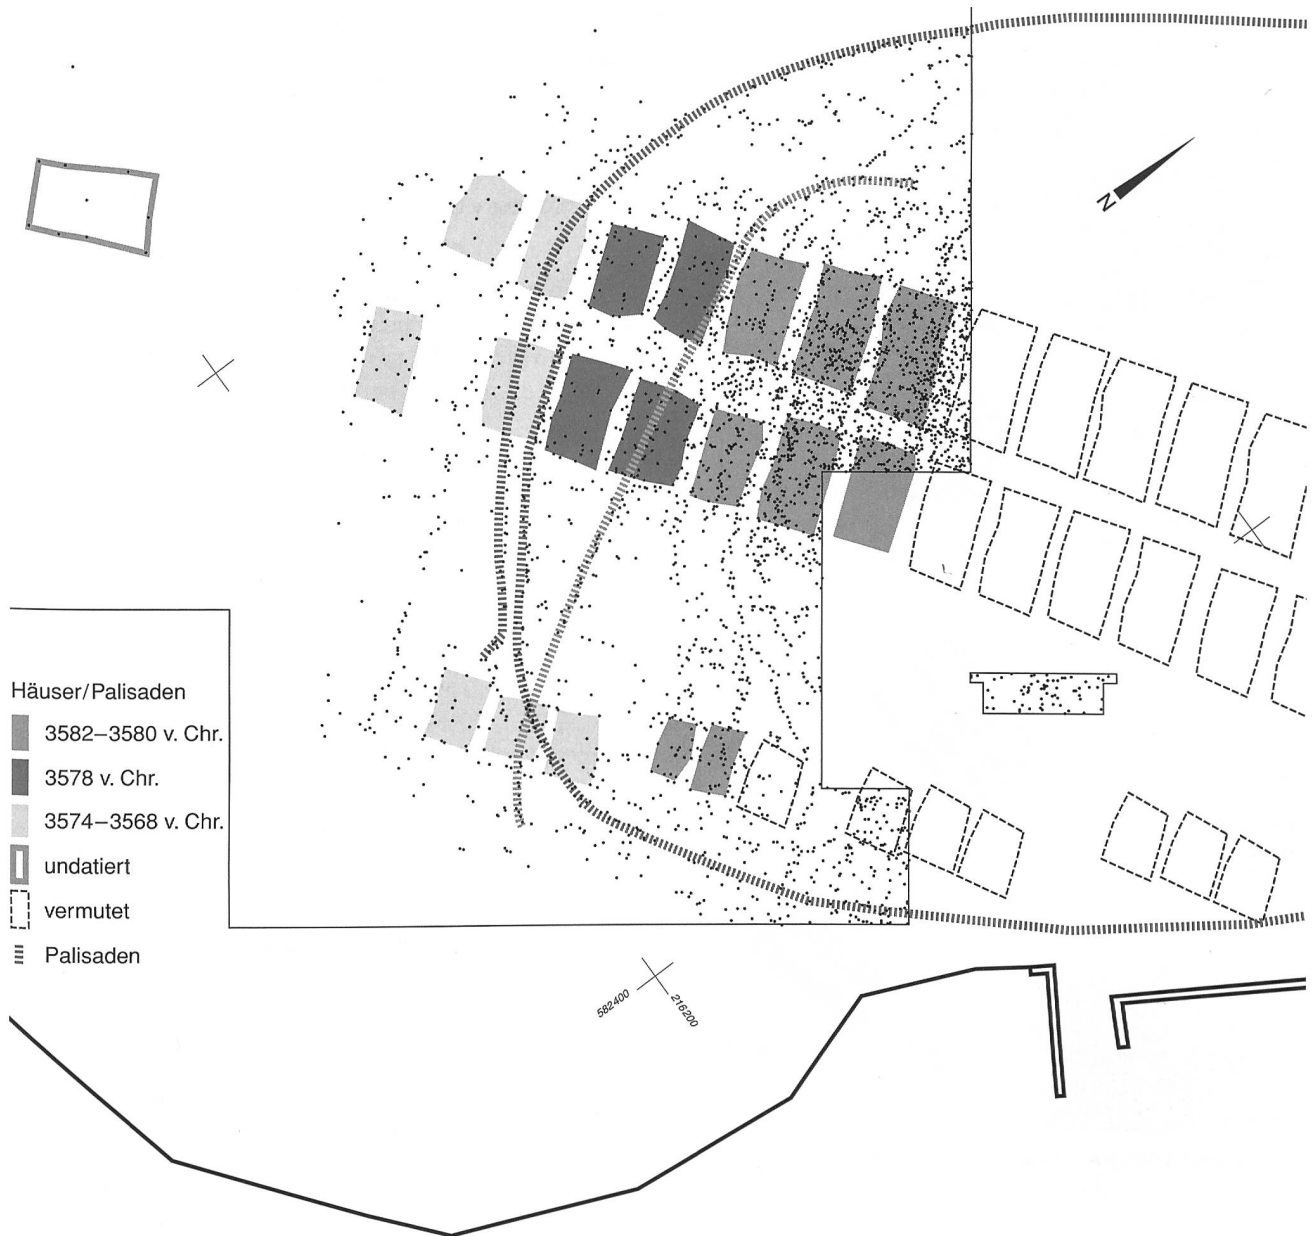 N
Häuser/Palisaden
3582–3580 v. Chr.
3578 v. Chr.
3574–3568 v. Chr.
undatiert
vermutet
Palisaden
582400
216200